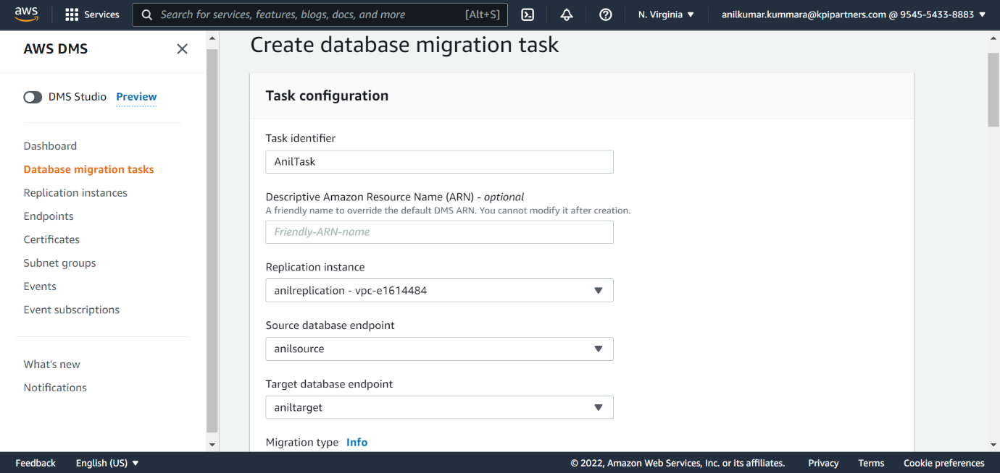 aws
Services
Search for services, features, blogs, docs, and more [Alt+S]
N. Virginia
anilkumar.kummara@kpipartners.com @ 9545-5433-8883
AWS DMS
DMS Studio Preview
Dashboard
Database migration tasks
Replication instances
Endpoints
Certificates
Subnet groups
Events
Event subscriptions
What's new
Notifications
Create database migration task
Task configuration
Task identifier
AnilTask
Descriptive Amazon Resource Name (ARN) - optional
A friendly name to override the default DMS ARN. You cannot modify it after creation.
Friendly-ARN-name
Replication instance
anilreplication - vpc-e1614484
Source database endpoint
anilsource
Target database endpoint
aniltarget
Migration type Info
Feedback
English (US)
© 2022, Amazon Web Services, Inc. or its affiliates.
Privacy
Terms
Cookie preferences